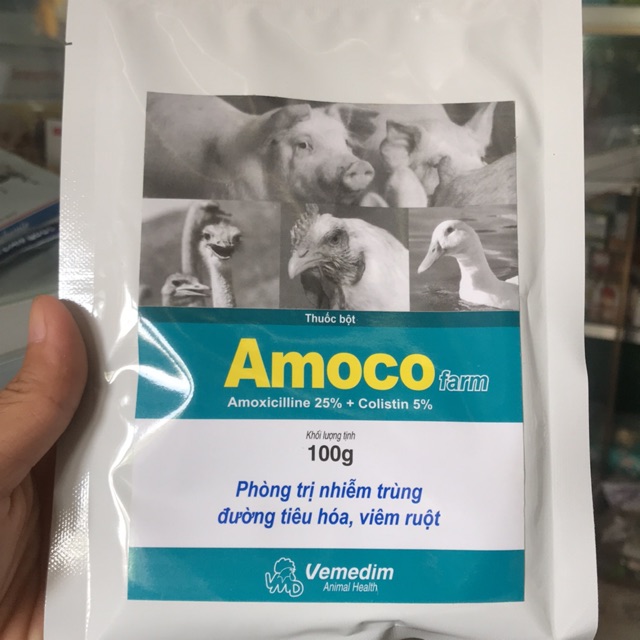 Thuốc bột
Amoco farm
Amoxicilline 25% + Colistin 5%
Khối lượng tịnh
100g
Phòng trị nhiễm trùng
đường tiêu hóa, viêm ruột
VMD
Vemedim
Animal Health